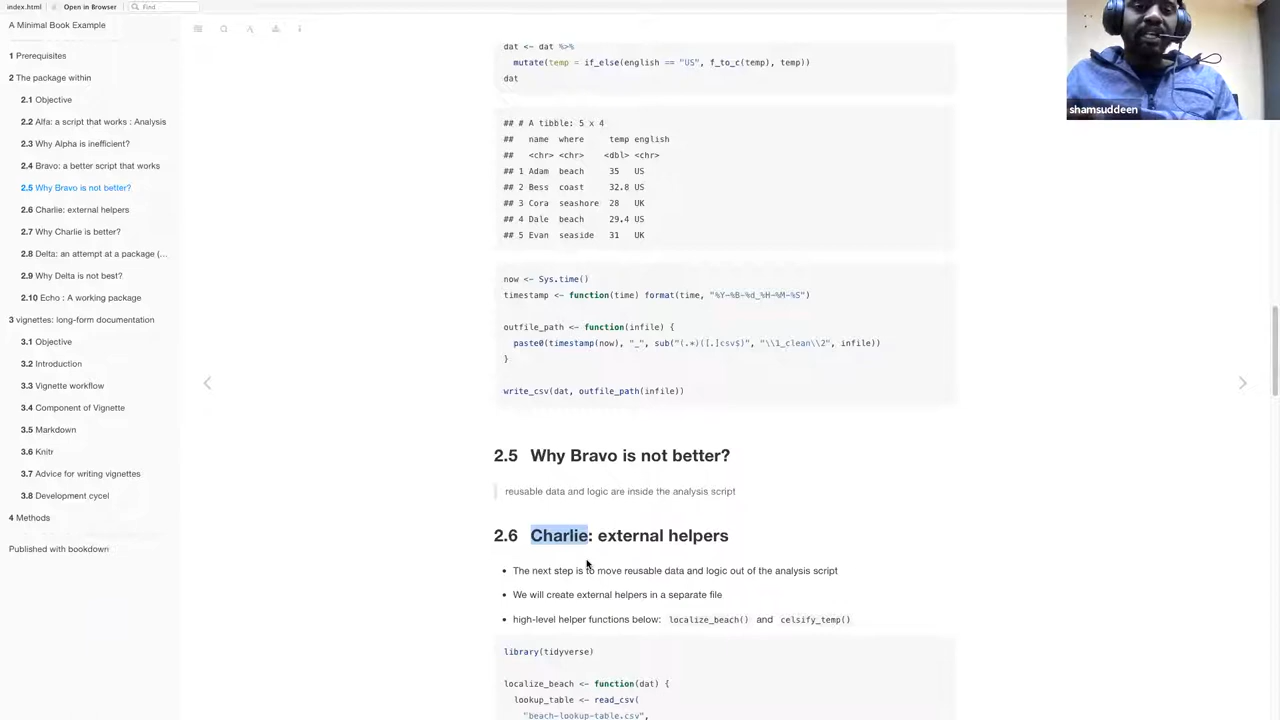 index.html
Open in Browser
Find
A Minimal Book Example
1 Prerequisites
2 The package within
2.1 Objective
2.2 Alfa: a script that works : Analysis
2.3 Why Alpha is inefficient?
2.4 Bravo: a better script that works
2.5 Why Bravo is not better?
2.6 Charlie: external helpers
2.7 Why Charlie is better?
2.8 Delta: an attempt at a package (...
2.9 Why Delta is not best?
2.10 Echo : A working package
3 vignettes: long-form documentation
3.1 Objective
3.2 Introduction
3.3 Vignette workflow
3.4 Component of Vignette
3.5 Markdown
3.6 Knitr
3.7 Advice for writing vignettes
3.8 Development cycel
4 Methods
Published with bookdown
dat <- dat %>%
  mutate(temp = if_else(english == "US", f_to_c(temp), temp))
dat
## # A tibble: 5 x 4
##   name  where     temp english
##   <chr> <chr>    <dbl> <chr>
## 1 Adam  beach     35   US
## 2 Bess  coast     32.8 US
## 3 Cora  seashore  28   UK
## 4 Dale  beach     29.4 US
## 5 Evan  seaside   31   UK
now <- Sys.time()
timestamp <- function(time) format(time, "%Y-%B-%d_%H-%M-%S")
outfile_path <- function(infile) {
  paste0(timestamp(now), "_", sub("(.*)([.]csv$)", "\\1_clean\\2", infile))
}
write_csv(dat, outfile_path(infile))
2.5 Why Bravo is not better?
reusable data and logic are inside the analysis script
2.6 Charlie: external helpers
• The next step is to move reusable data and logic out of the analysis script
• We will create external helpers in a separate file
• high-level helper functions below: localize_beach() and celsify_temp()
library(tidyverse)
localize_beach <- function(dat) {
  lookup_table <- read_csv(
    "beach-lookup-table.csv",
shamsuddeen